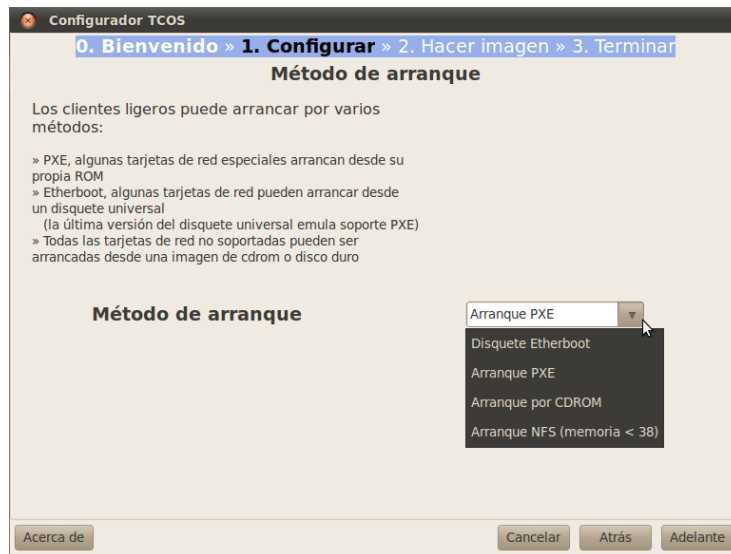 Configurador TCOS
0. Bienvenido » 1. Configurar » 2. Hacer imagen » 3. Terminar
Método de arranque
Los clientes ligeros puede arrancar por varios
métodos:
» PXE, algunas tarjetas de red especiales arrancan desde su
propia ROM
» Etherboot, algunas tarjetas de red pueden arrancar desde
un disquete universal
(la última versión del disquete universal emula soporte PXE)
» Todas las tarjetas de red no soportadas pueden ser
arrancadas desde una imagen de cdrom o disco duro
Método de arranque
Arranque PXE
Disquete Etherboot
Arranque PXE
Arranque por CDROM
Arranque NFS (memoria < 38)
Acerca de
Cancelar
Atrás
Adelante